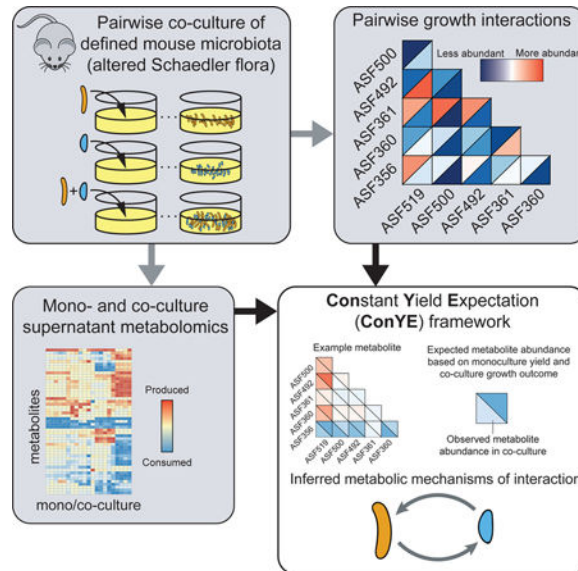 Pairwise co-culture of
defined mouse microbiota
(altered Schaedler flora)
+
Pairwise growth interactions
Less abundant
More abundan
ASF500
ASF492
ASF361
ASF360
ASF356
ASF519
ASF500
ASF492
ASF361
ASF360
Mono- and co-culture
supernatant metabolomics
metabolites
Produced
Consumed
mono/co-culture
Constant Yield Expectation
(ConYE) framework
Example metabolite
ASF500
ASF492
ASF361
ASF360
ASF356
ASF519
ASF500
ASF492
ASF361
ASF360
Expected metabolite abundance
based on monoculture yield and
co-culture growth outcome
Observed metabolite
abundance in co-culture
Inferred metabolic mechanisms of interaction